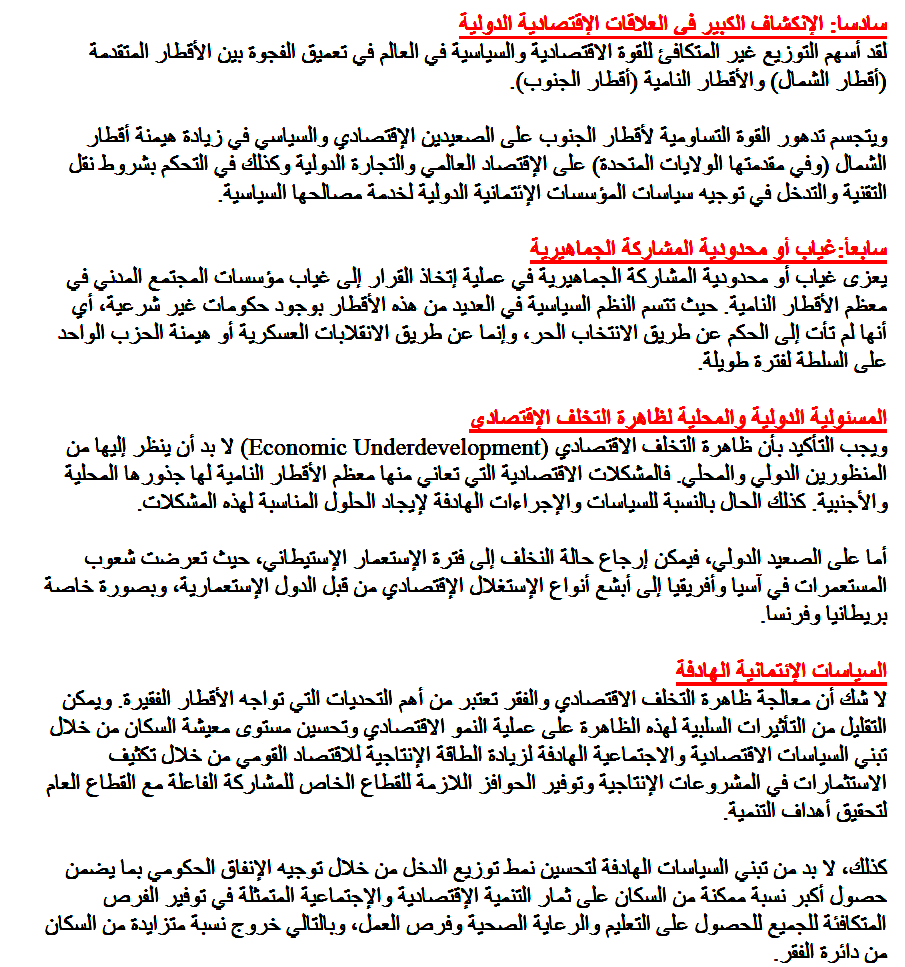 سادسا: الإنكشاف الكبير في العلاقات الإقتصادية الدولية
لقد أسهم التوزيع غير المتكافئ للقوة الاقتصادية والسياسية في العالم في تعميق الفجوة بين الأقطار المتقدمة
(أقطار الشمال) والأقطار النامية (أقطار الجنوب).
ويتجسم تدهور القوة التساومية لأقطار الجنوب على الصعيدين الإقتصادي والسياسي في زيادة هيمنة أقطار
الشمال (وفي مقدمتها الولايات المتحدة) على الإقتصاد العالمي والتجارة الدولية وكذلك في التحكم بشروط نقل
التقنية والتدخل في توجيه سياسات المؤسسات الإئتمانية الدولية لخدمة مصالحها السياسية.
سابعاً:غياب أو محدودية المشاركة الجماهيرية
يعزى غياب أو محدودية المشاركة الجماهيرية في عملية إتخاذ القرار إلى غياب مؤسسات المجتمع المدني في
معظم الأقطار النامية. حيث تتسم النظم السياسية في العديد من هذه الأقطار بوجود حكومات غير شرعية، أي
أنها لم تأت إلى الحكم عن طريق الانتخاب الحر، وإنما عن طريق الانقلابات العسكرية أو هيمنة الحزب الواحد
على السلطة لفترة طويلة.
المسئولية الدولية والمحلية لظاهرة التخلف الإقتصادي
ويجب التأكيد بأن ظاهرة التخلف الاقتصادي (Economic Underdevelopment) لا بد أن ينظر إليها من
المنظورين الدولي والمحلي. فالمشكلات الاقتصادية التي تعاني منها معظم الأقطار النامية لها جذورها المحلية
والأجنبية. كذلك الحال بالنسبة للسياسات والإجراءات الهادفة لإيجاد الحلول المناسبة لهذه المشكلات.
أما على الصعيد الدولي، فيمكن إرجاع حالة التخلف إلى فترة الإستعمار الإستيطاني، حيث تعرضت شعوب
المستعمرات في آسيا وأفريقيا إلى أبشع أنواع الإستغلال الإقتصادي من قبل الدول الإستعمارية، وبصورة خاصة
بريطانيا وفرنسا.
السياسات الإئتمانية الهادفة
لا شك أن معالجة ظاهرة التخلف الاقتصادي والفقر تعتبر من أهم التحديات التي تواجه الأقطار الفقيرة. ويمكن
التقليل من التأثيرات السلبية لهذه الظاهرة على عملية النمو الاقتصادي وتحسين مستوى معيشة السكان من خلال
تبني السياسات الاقتصادية والاجتماعية الهادفة لزيادة الطاقة الإنتاجية للاقتصاد القومي من خلال تكثيف
الاستثمارات في المشروعات الإنتاجية وتوفير الحوافز اللازمة للقطاع الخاص للمشاركة الفاعلة مع القطاع العام
لتحقيق أهداف التنمية.
كذلك، لا بد من تبني السياسات الهادفة لتحسين نمط توزيع الدخل من خلال توجيه الإنفاق الحكومي بما يضمن
حصول أكبر نسبة ممكنة من السكان على ثمار التنمية الإقتصادية والإجتماعية المتمثلة في توفير الفرص
المتكافئة للجميع للحصول على التعليم والرعاية الصحية وفرص العمل، وبالتالي خروج نسبة متزايدة من السكان
من دائرة الفقر.